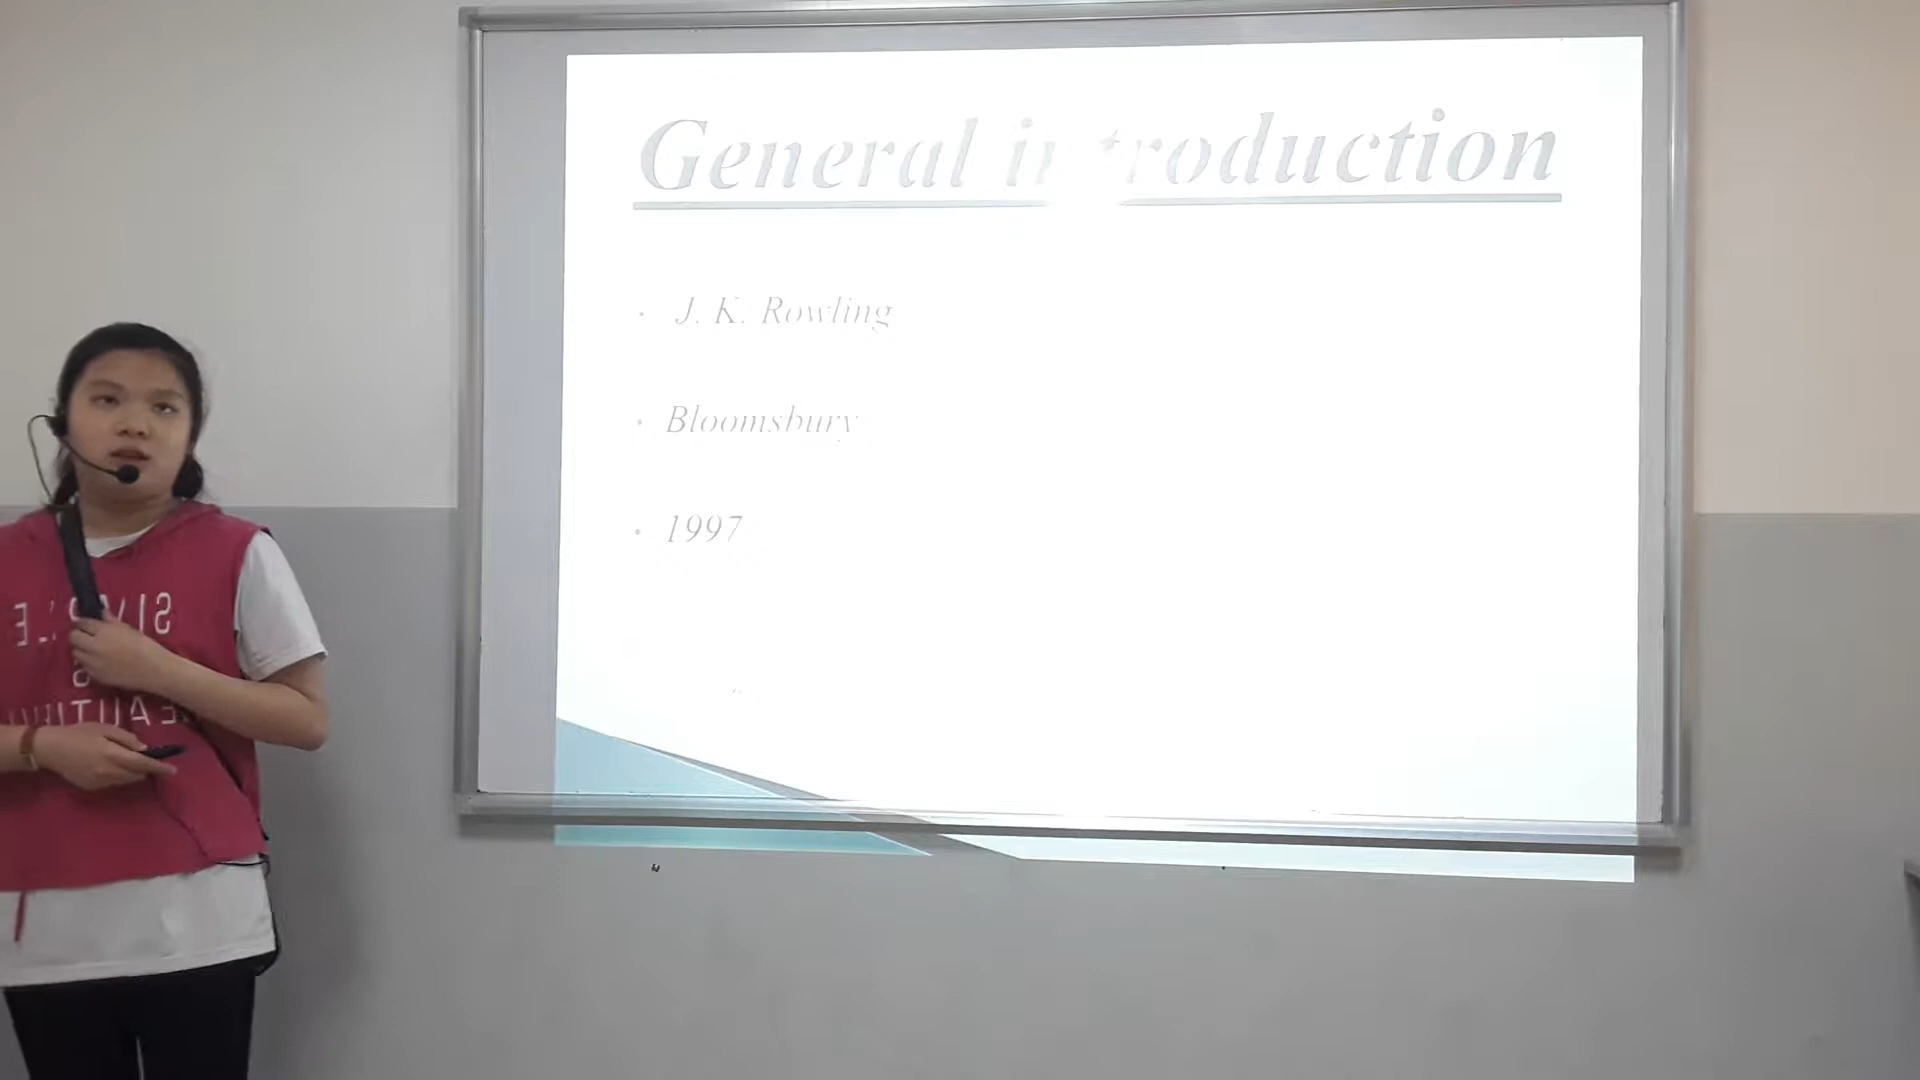 General introduction
J. K. Rowling
Bloomsbury
1997